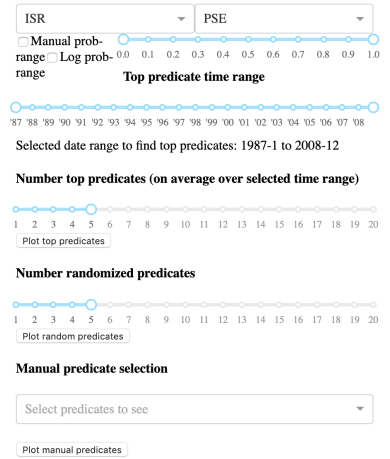 ISR PSE
Manual prob-
range Log prob-
range
0.0 0.1 0.2 0.3 0.4 0.5 0.6 0.7 0.8 0.9 1.0
Top predicate time range
'87 '88 '89 '90 '91 '92 '93 '94 '95 '96 '97 '98 '99 '00 '01 '02 '03 '04 '05 '06 '07 '08
Selected date range to find top predicates: 1987-1 to 2008-12
Number top predicates (on average over selected time range)
1 2 3 4 5 6 7 8 9 10 11 12 13 14 15 16 17 18 19 20
Plot top predicates
Number randomized predicates
1 2 3 4 5 6 7 8 9 10 11 12 13 14 15 16 17 18 19 20
Plot random predicates
Manual predicate selection
Select predicates to see
Plot manual predicates